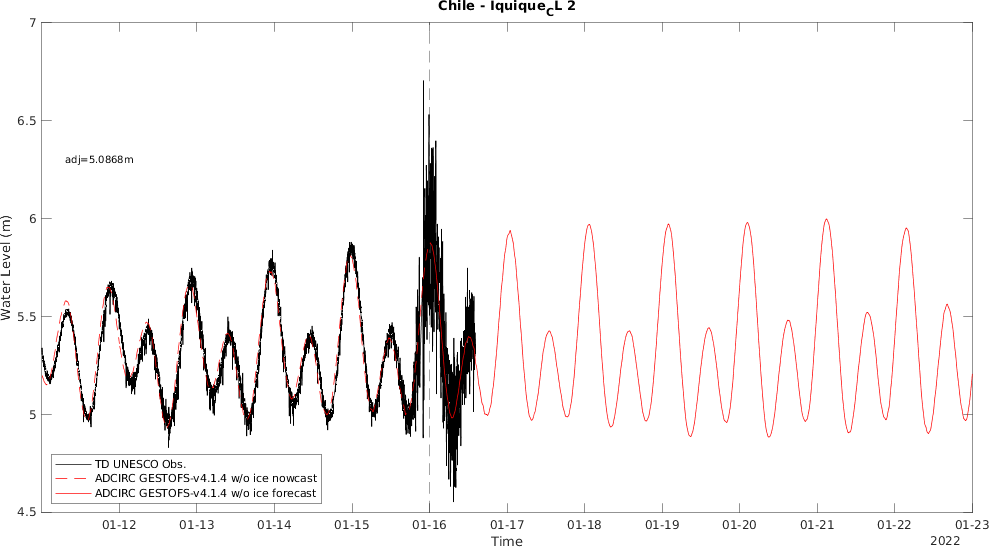 Chile - Iquique_CL 2
7
6.5
6
5.5
5
4.5
Water Level (m)
adj=5.0868m
TD UNESCO Obs.
ADCIRC GESTOFS-v4.1.4 w/o ice nowcast
ADCIRC GESTOFS-v4.1.4 w/o ice forecast
01-12 01-13 01-14 01-15 01-16 01-17 01-18 01-19 01-20 01-21 01-22 01-23
Time
2022